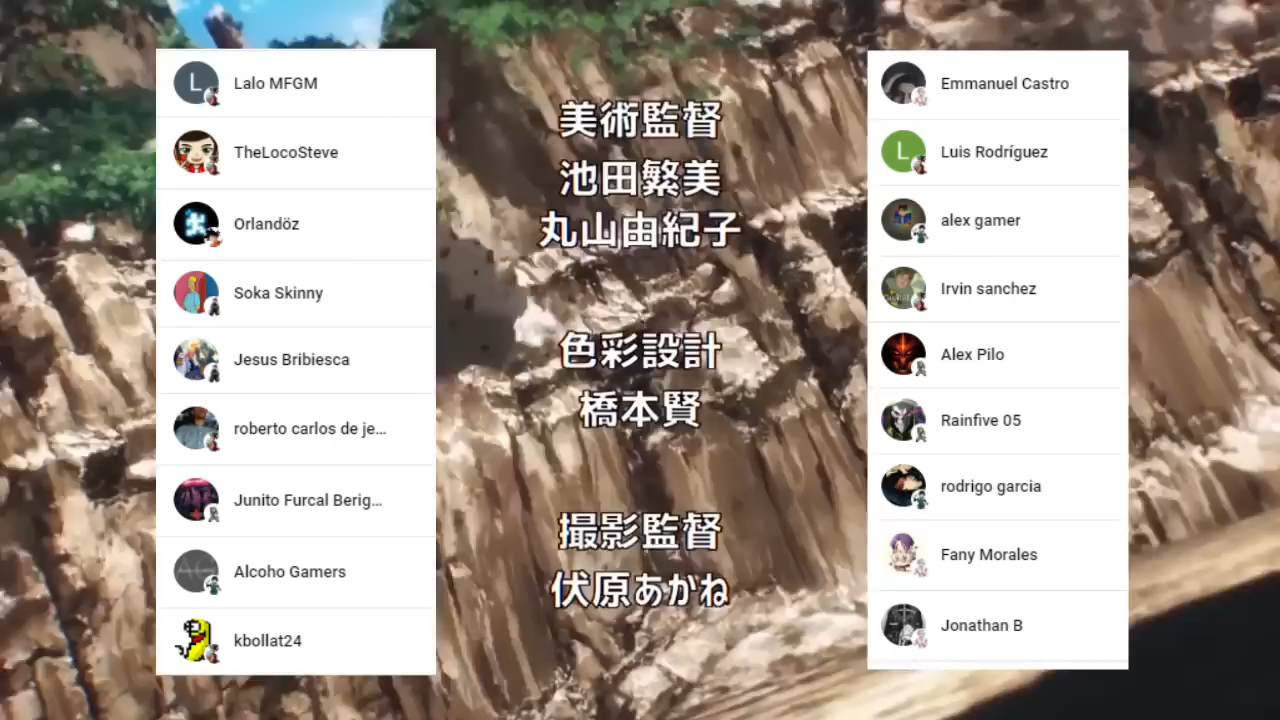 Lalo MFGM
TheLocoSteve
Orlandöz
Soka Skinny
Jesus Bribiesca
roberto carlos de je...
Junito Furcal Berig...
Alcoho Gamers
kbollat24
美術監督
池田繁美
丸山由紀子
色彩設計
橋本賢
撮影監督
伏原あかね
Emmanuel Castro
Luis Rodríguez
alex gamer
Irvin sanchez
Alex Pilo
Rainfive 05
rodrigo garcia
Fany Morales
Jonathan B
L
L